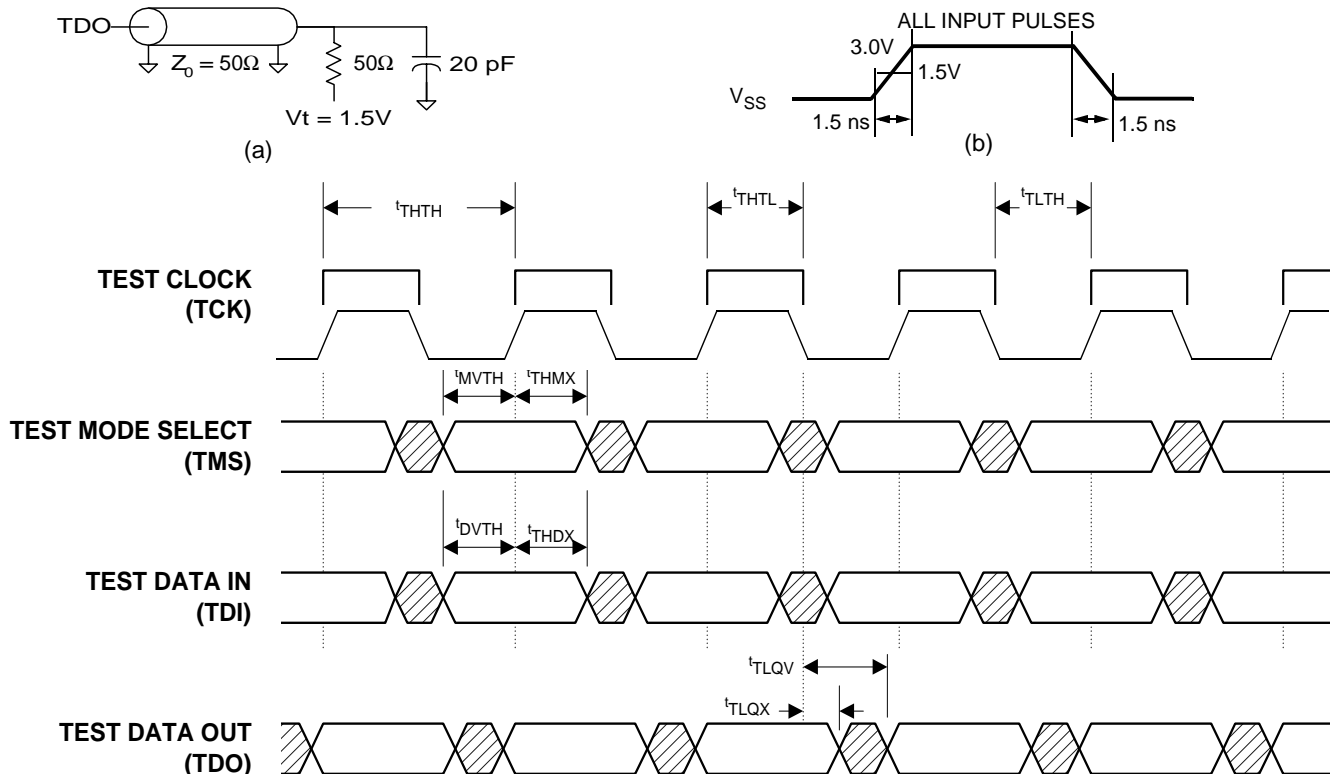 TDO
Z0 = 50Ω
50Ω
20 pF
Vt = 1.5V
(a)
ALL INPUT PULSES
3.0V
1.5V
VSS
1.5 ns
1.5 ns
(b)
tTHTH
tTHTL
tTLTH
TEST CLOCK
(TCK)
tMVTH
tTHMX
TEST MODE SELECT
(TMS)
tDVTH
tTHDX
TEST DATA IN
(TDI)
tTLQV
tTLQX
TEST DATA OUT
(TDO)